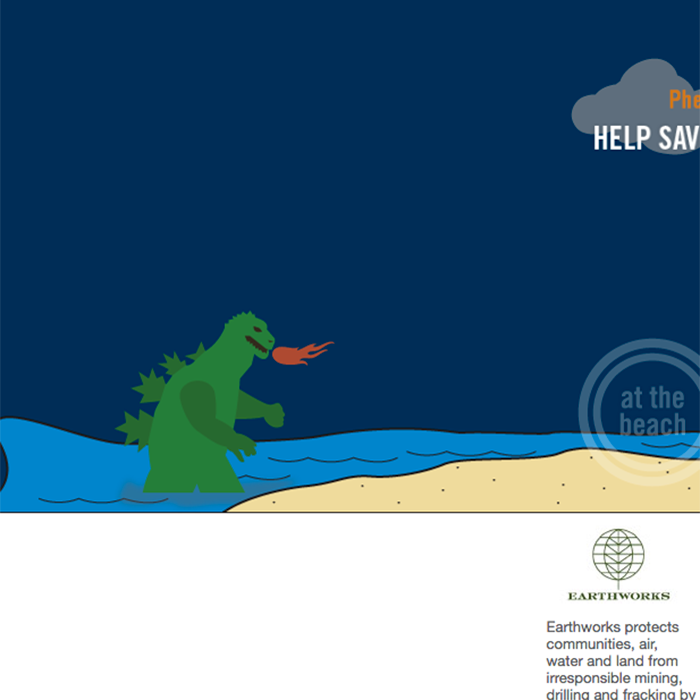 Phe
HELP SAV
at the
beach
EARTHWORKS
Earthworks protects
communities, air,
water and land from
irresponsible mining,
drilling and fracking by